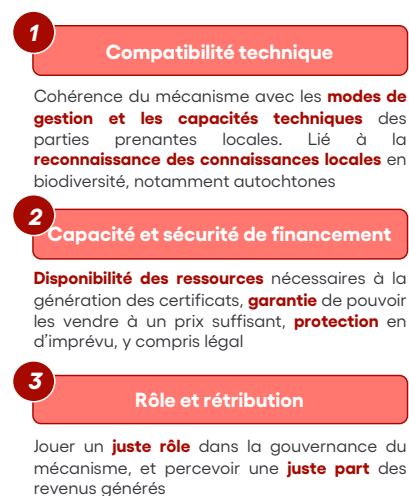 1
Compatibilité technique
Cohérence du mécanisme avec les modes de
gestion et les capacités techniques des
parties prenantes locales. Lié à la
reconnaissance des connaissances locales en
biodiversité, notamment autochtones
2
Capacité et sécurité de financement
Disponibilité des ressources nécessaires à la
génération des certificats, garantie de pouvoir
les vendre à un prix suffisant, protection en
d’imprévu, y compris légal
3
Rôle et rétribution
Jouer un juste rôle dans la gouvernance du
mécanisme, et percevoir une juste part des
revenus générés